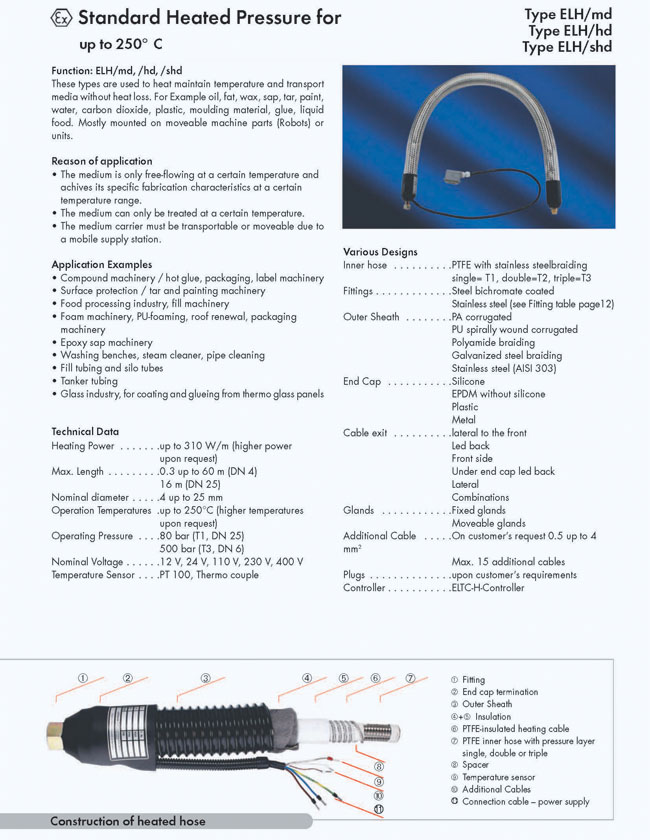 Ex Standard Heated Pressure for
up to 250° C
Type ELH/md
Type ELH/hd
Type ELH/shd
Function: ELH/md, /hd, /shd
These types are used to heat maintain temperature and transport
media without heat loss. For Example oil, fat, wax, sap, tar, paint,
water, carbon dioxide, plastic, moulding material, glue, liquid
food. Mostly mounted on moveable machine parts (Robots) or
units.
Reason of application
• The medium is only free-flowing at a certain temperature and
achives its specific fabrication characteristics at a certain
temperature range.
• The medium can only be treated at a certain temperature.
• The medium carrier must be transportable or moveable due to
a mobile supply station.
Application Examples
• Compound machinery / hot glue, packaging, label machinery
• Surface protection / tar and painting machinery
• Food processing industry, fill machinery
• Foam machinery, PU-foaming, roof renewal, packaging
machinery
• Epoxy sap machinery
• Washing benches, steam cleaner, pipe cleaning
• Fill tubing and silo tubes
• Tanker tubing
• Glass industry, for coating and glueing from thermo glass panels
Technical Data
Heating Power . . . . . . .up to 310 W/m (higher power
upon request)
Max. Length . . . . . . . . .0.3 up to 60 m (DN 4)
16 m (DN 25)
Nominal diameter . . . . .4 up to 25 mm
Operation Temperatures .up to 250°C (higher temperatures
upon request)
Operating Pressure . . . .80 bar (T1, DN 25)
500 bar (T3, DN 6)
Nominal Voltage . . . . . .12 V, 24 V, 110 V, 230 V, 400 V
Temperature Sensor . . . .PT 100, Thermo couple
Various Designs
Inner hose . . . . . . . . . .PTFE with stainless steelbraiding
single= T1, double=T2, triple=T3
Fittings . . . . . . . . . . . . .Steel bichromate coated
Stainless steel (see Fitting table page12)
Outer Sheath . . . . . . . .PA corrugated
PU spirally wound corrugated
Polyamide braiding
Galvanized steel braiding
Stainless steel (AISI 303)
End Cap . . . . . . . . . . .Silicone
EPDM without silicone
Plastic
Metal
Cable exit . . . . . . . . . .lateral to the front
Led back
Front side
Under end cap led back
Lateral
Combinations
Glands . . . . . . . . . . . .Fixed glands
Moveable glands
Additional Cable . . . . .On customer's request 0.5 up to 4
mm²
Max. 15 additional cables
Plugs . . . . . . . . . . . . . .upon customer's requirements
Controller . . . . . . . . . . .ELTC-H-Controller
① ② ③ ④ ⑤ ⑥ ⑦
⑧
⑨
⑩
⑪
① Fitting
② End cap termination
③ Outer Sheath
④+⑤ Insulation
⑥ PTFE-insulated heating cable
⑦ PTFE inner hose with pressure layer
single, double or triple
⑧ Spacer
⑨ Temperature sensor
⑩ Additional Cables
⑪ Connection cable – power supply
Construction of heated hose